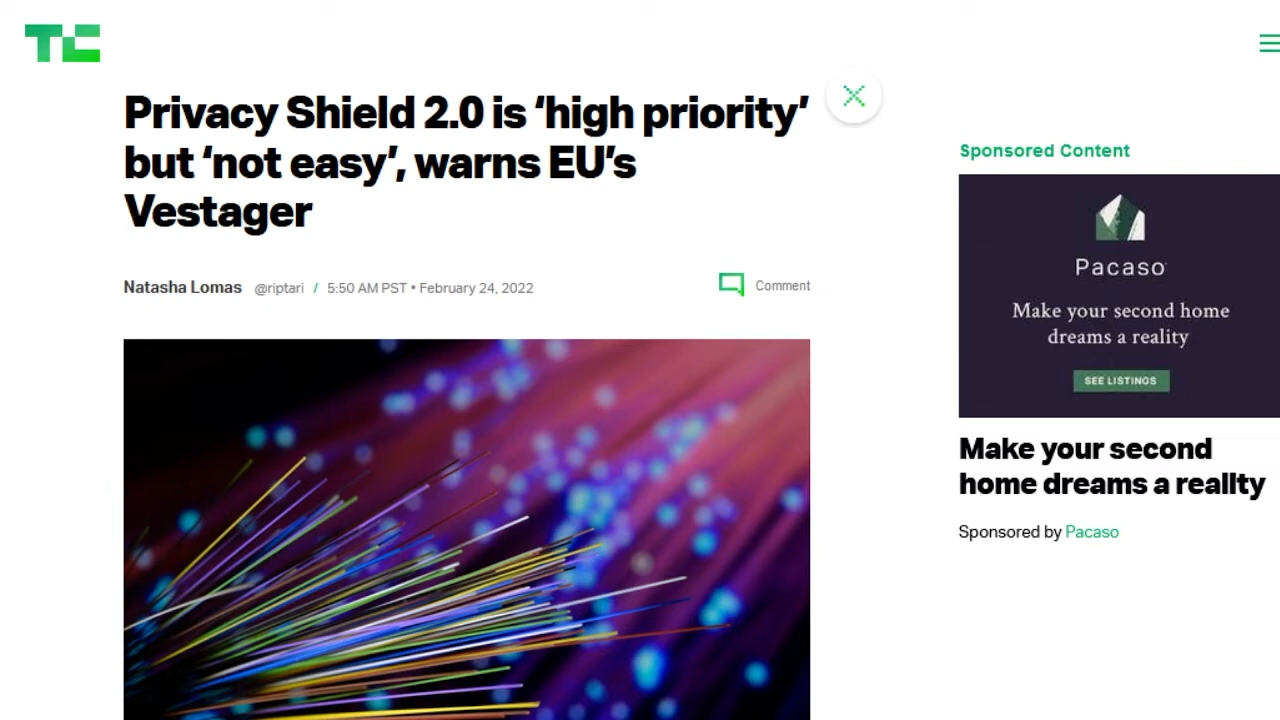 TC
Privacy Shield 2.0 is ‘high priority’
but ‘not easy’, warns EU’s
Vestager
Natasha Lomas @riptari / 5:50 AM PST • February 24, 2022
Comment
Sponsored Content
Pacaso
Make your second home
dreams a reality
SEE LISTINGS
Make your second
home dreams a reality
Sponsored by Pacaso